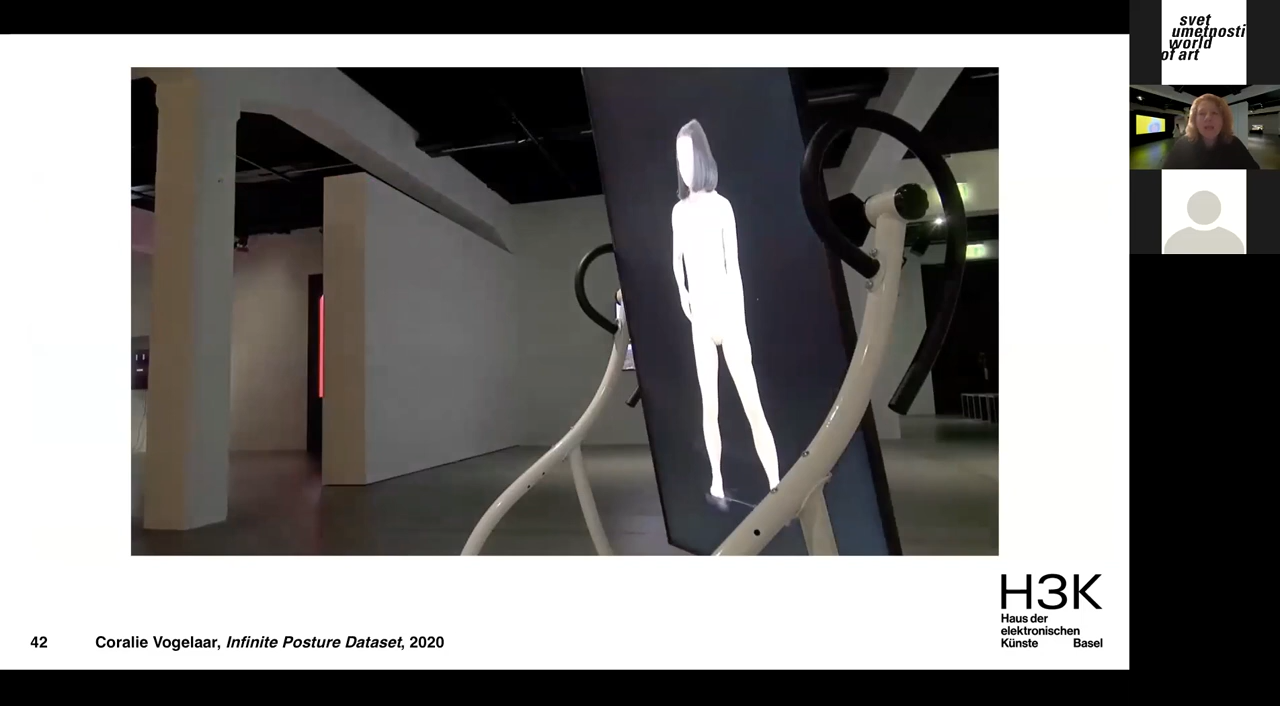 svet
umetnosti
world
of art
H3K
Haus der
elektronischen
Künste Basel
42 Coralie Vogelaar, Infinite Posture Dataset, 2020